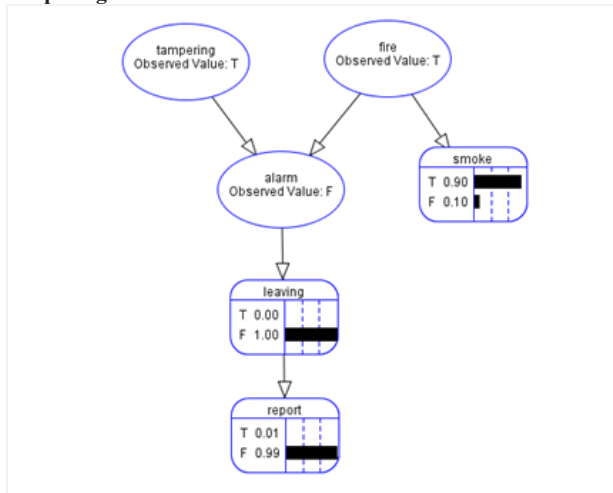 tampering
Observed Value: T
fire
Observed Value: T
alarm
Observed Value: F
smoke
T 0.90
F 0.10
leaving
T 0.00
F 1.00
report
T 0.01
F 0.99